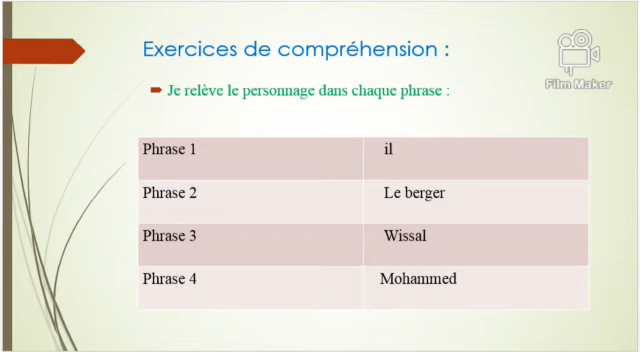 Exercices de compréhension :
Film Maker
Je relève le personnage dans chaque phrase :
Phrase 1 il
Phrase 2 Le berger
Phrase 3 Wissal
Phrase 4 Mohammed